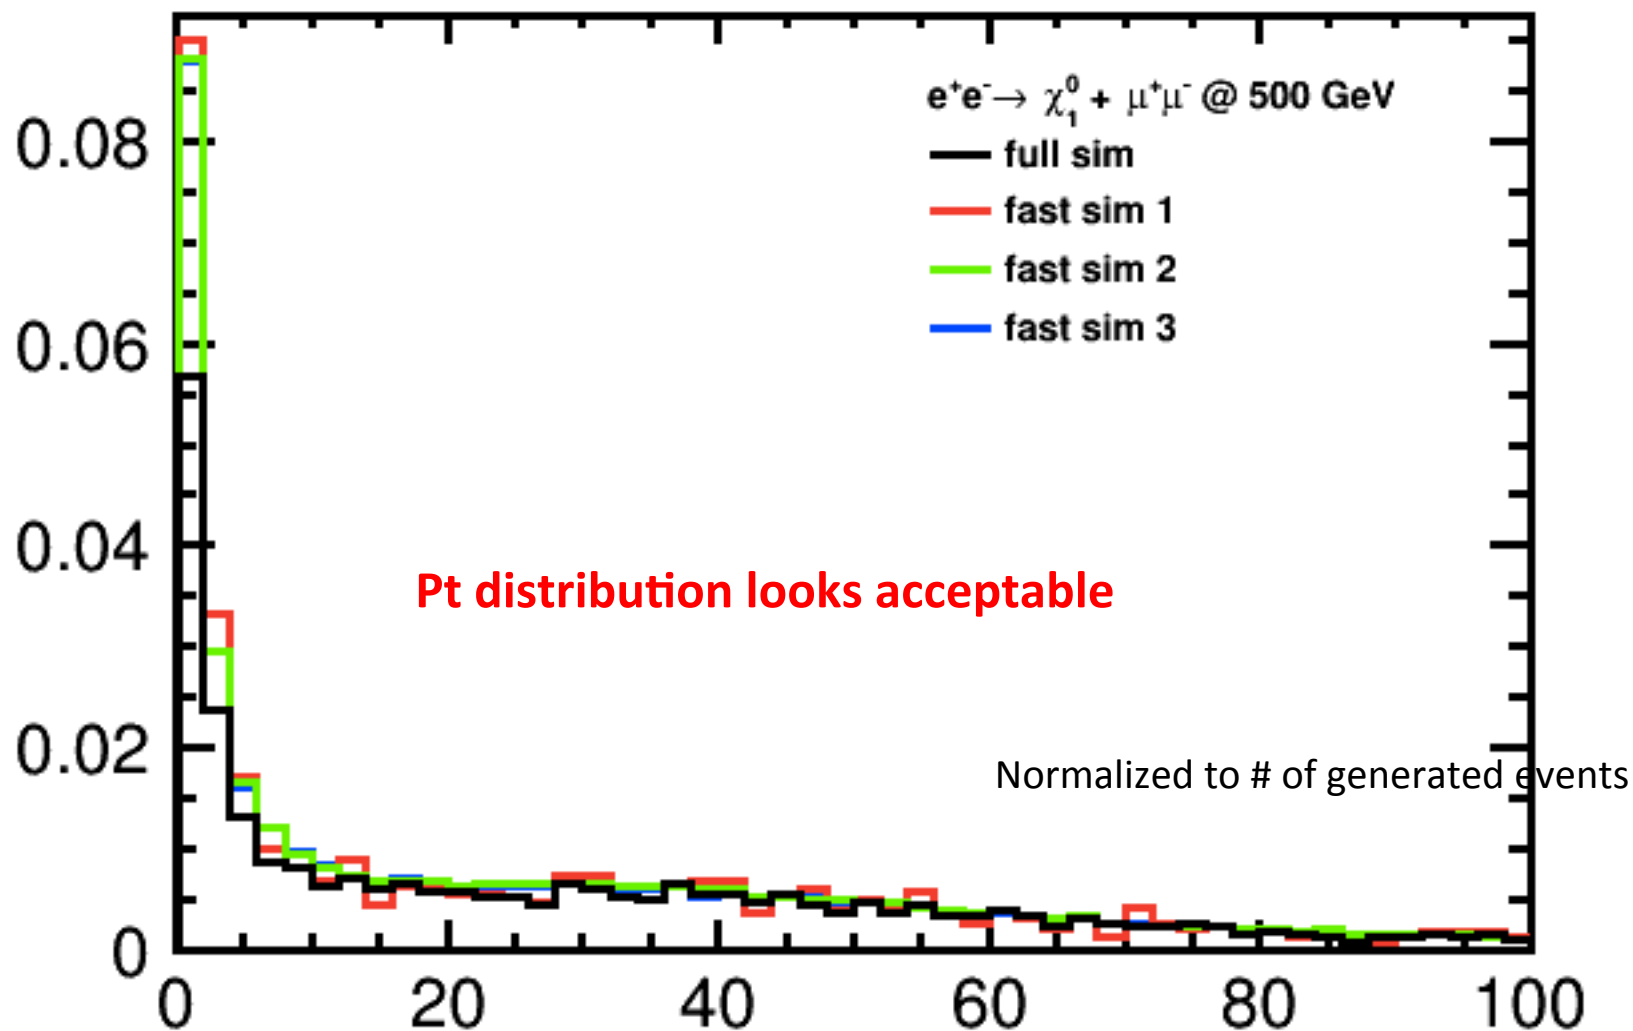 e⁺e⁻→ χ₁⁰ + μ⁺μ⁻ @ 500 GeV
full sim
fast sim 1
fast sim 2
fast sim 3
0.08
0.06
0.04
0.02
0
Pt distribution looks acceptable
Normalized to # of generated events
0 20 40 60 80 100